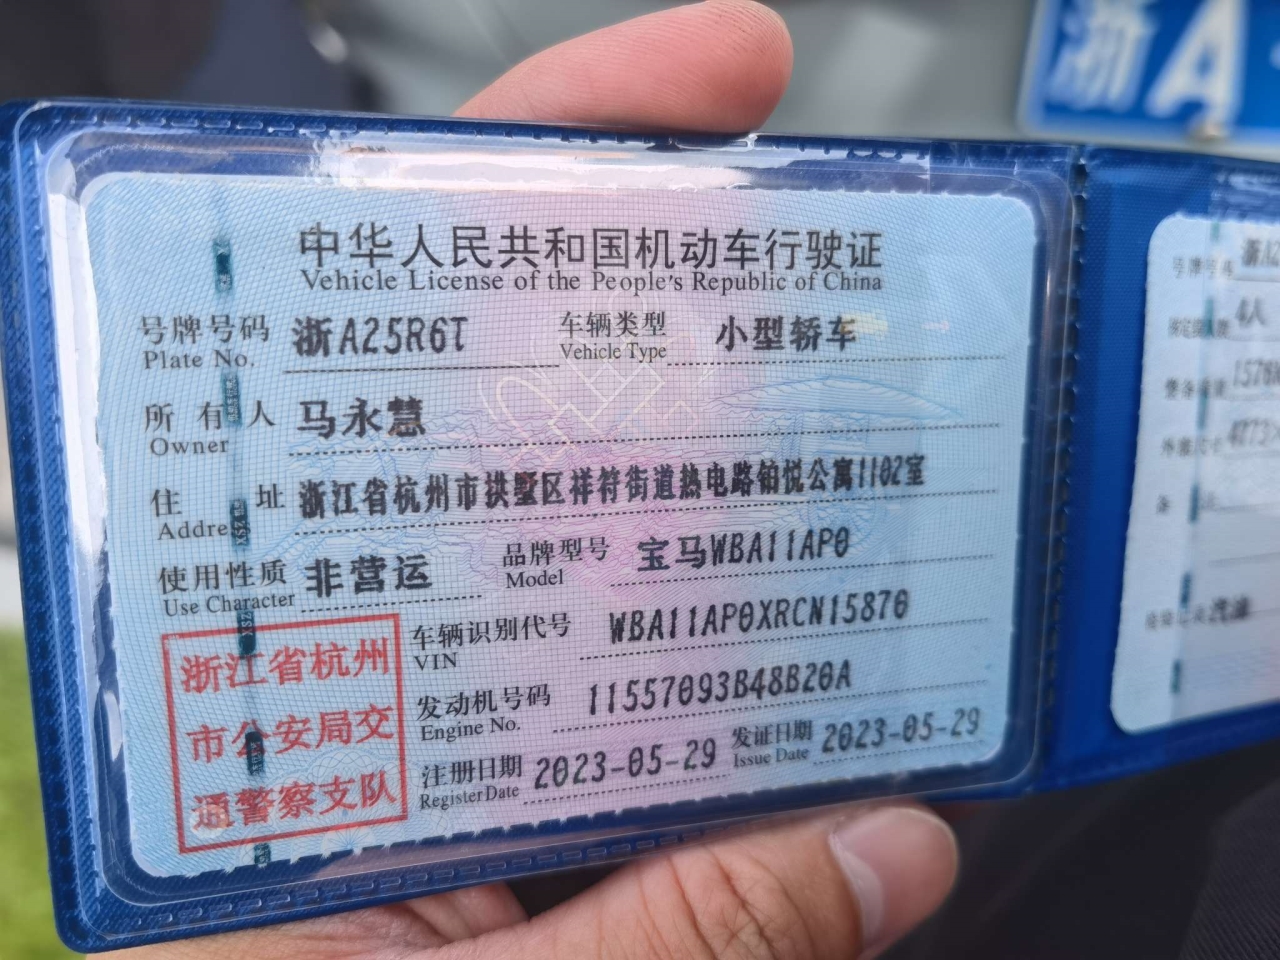 浙A
中华人民共和国机动车行驶证
Vehicle License of the People's Republic of China
号牌号码 浙A25R6T 车辆类型 小型轿车
Plate No. Vehicle Type
所有人 马永慧
Owner
住址 浙江省杭州市拱墅区祥符街道热电路铂悦公寓1102室
Addre
使用性质 非营运 品牌型号 宝马WBA11AP0
Use Character Model
车辆识别代号 WBA11AP0XRCN15870
VIN
发动机号码 11557093B48B20A
Engine No.
注册日期 2023-05-29 发证日期 2023-05-29
Register Date Issue Date
浙江省杭州
市公安局交
通警察支队
号牌号码 浙A2
4人
外廓尺寸
汽油